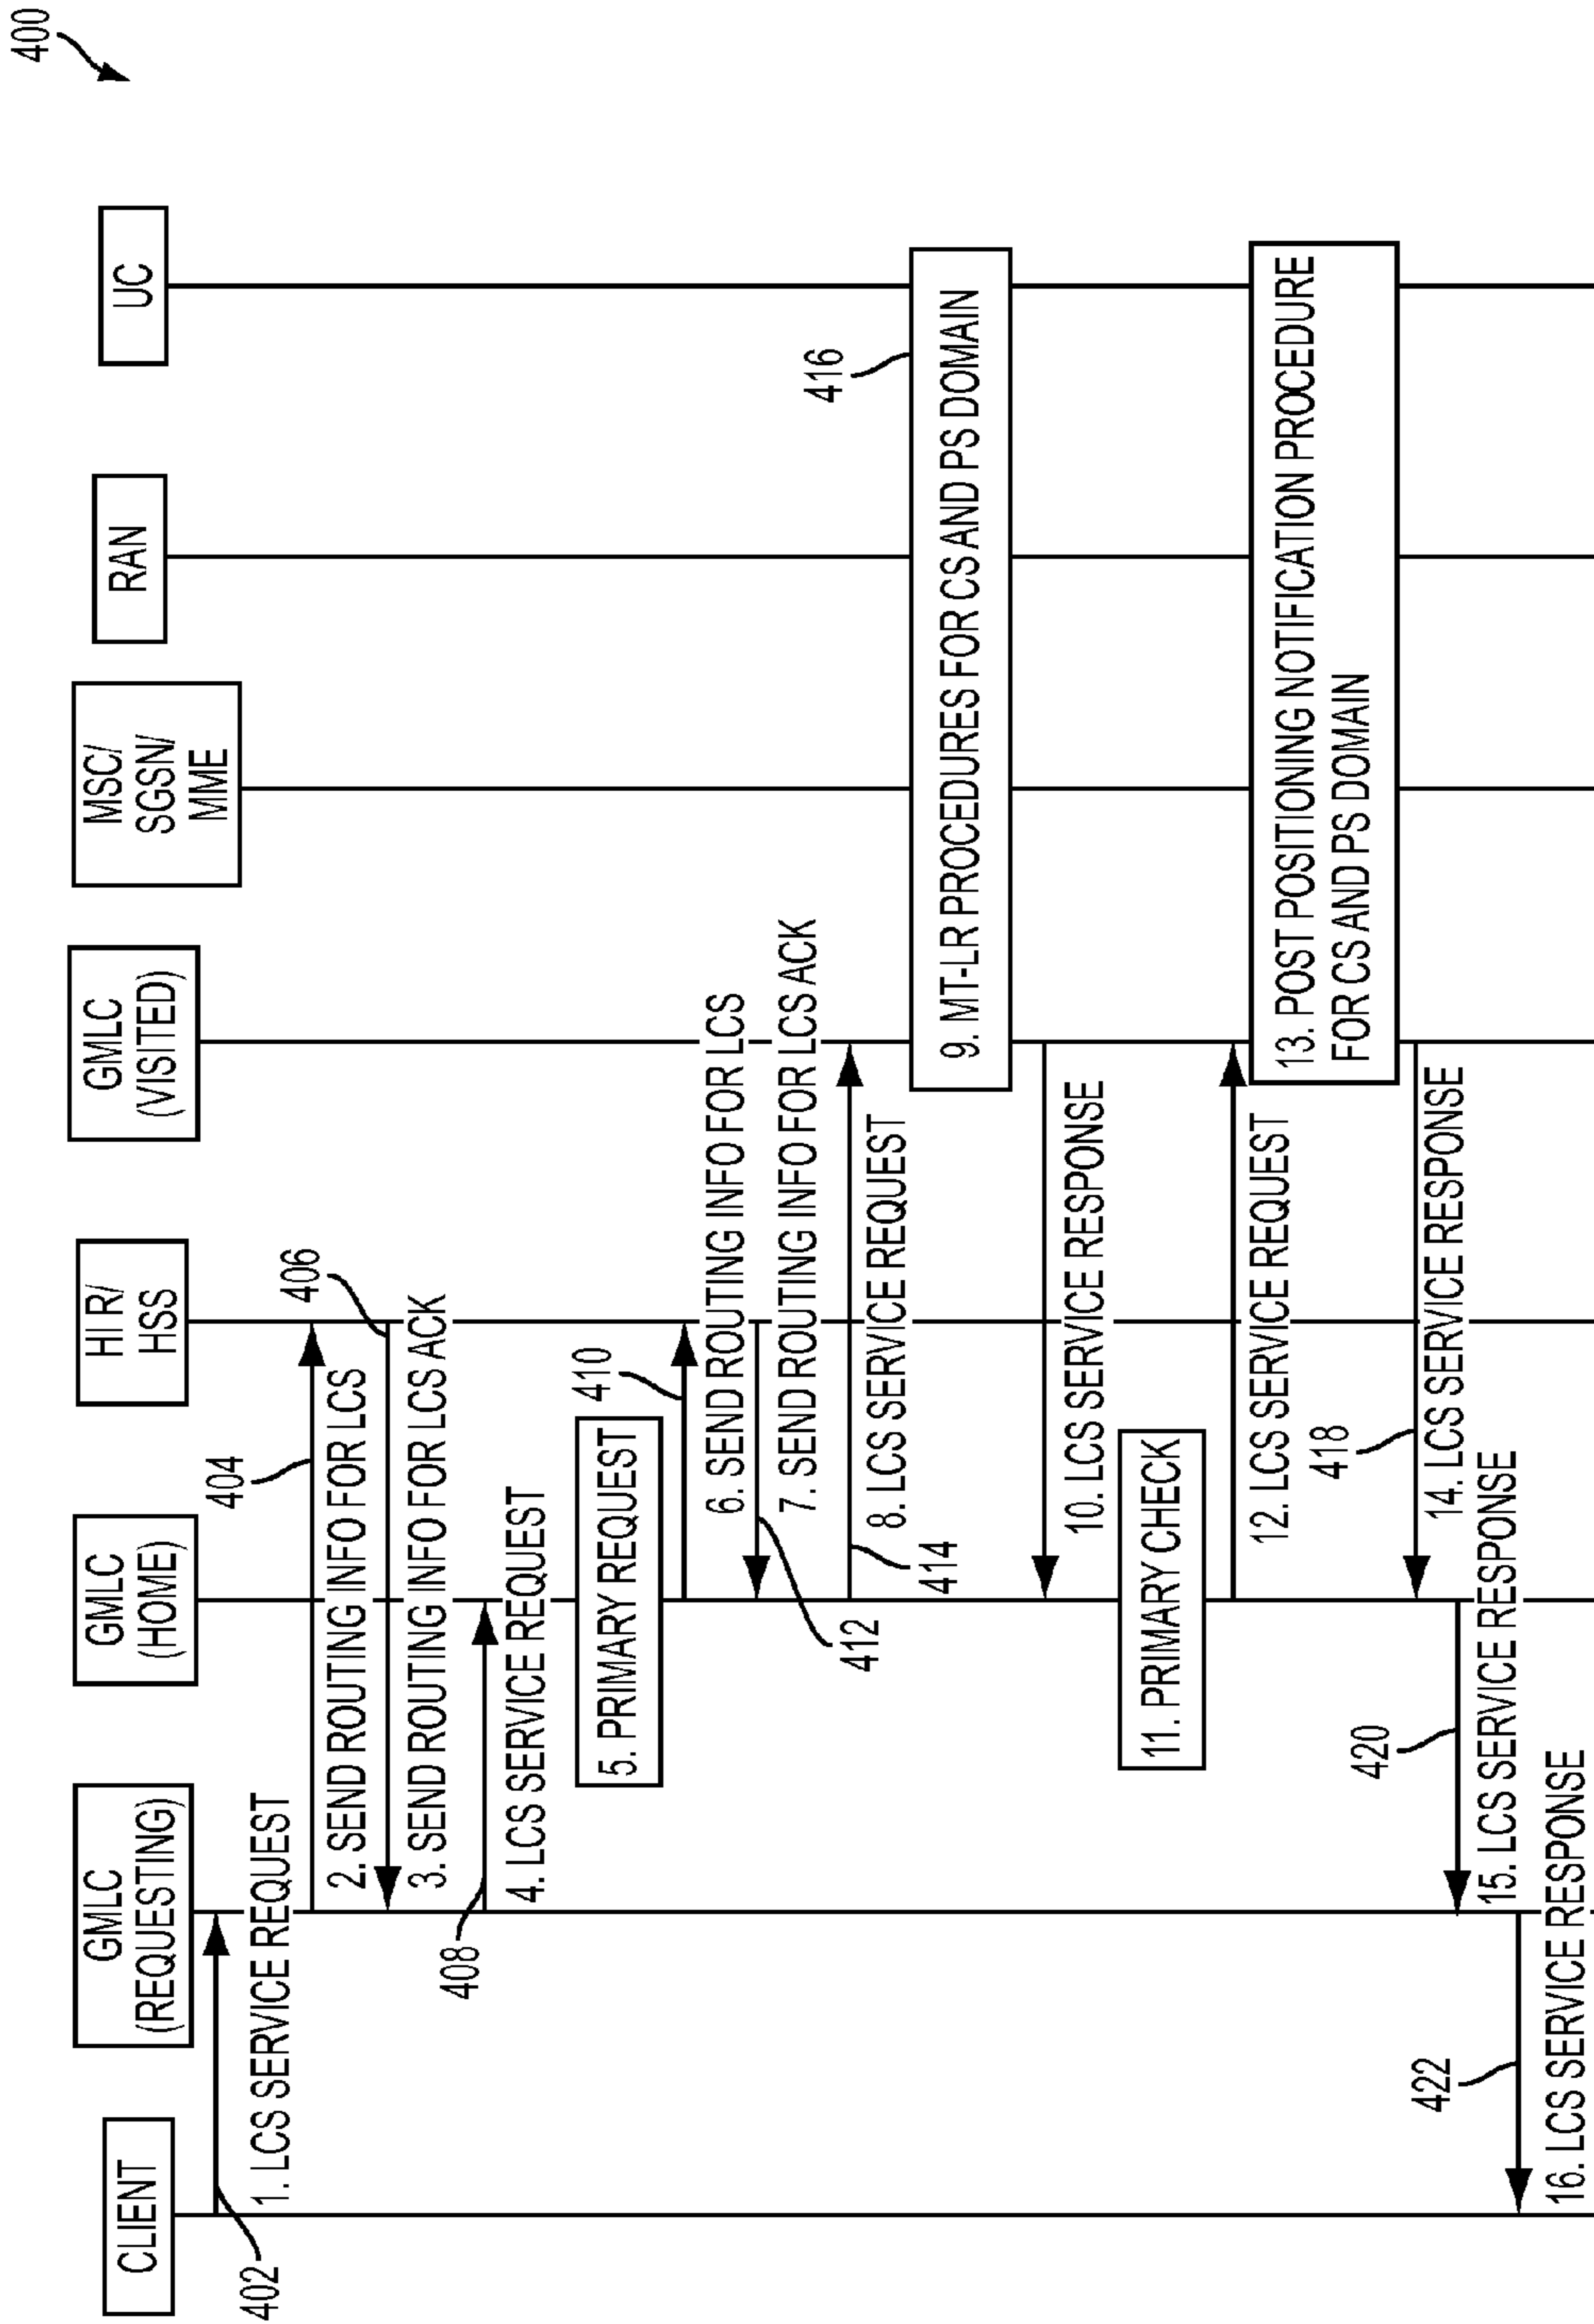 400
CLIENT
GMLC
(REQUESTING)
GMLC
(HOME)
HI R/
HSS
GMLC
(VISITED)
MSC/
SGSN/
MME
RAN
UC
402
1. LCS SERVICE REQUEST
404
2. SEND ROUTING INFO FOR LCS
406
3. SEND ROUTING INFO FOR LCS ACK
408
4. LCS SERVICE REQUEST
5. PRIMARY REQUEST
410
6. SEND ROUTING INFO FOR LCS
412
7. SEND ROUTING INFO FOR LCS ACK
414
8. LCS SERVICE REQUEST
416
9. MT-LR PROCEDURES FOR CS AND PS DOMAIN
10. LCS SERVICE RESPONSE
11. PRIMARY CHECK
12. LCS SERVICE REQUEST
13. POST POSITIONING NOTIFICATION PROCEDURE
FOR CS AND PS DOMAIN
418
14. LCS SERVICE RESPONSE
420
15. LCS SERVICE RESPONSE
422
16. LCS SERVICE RESPONSE